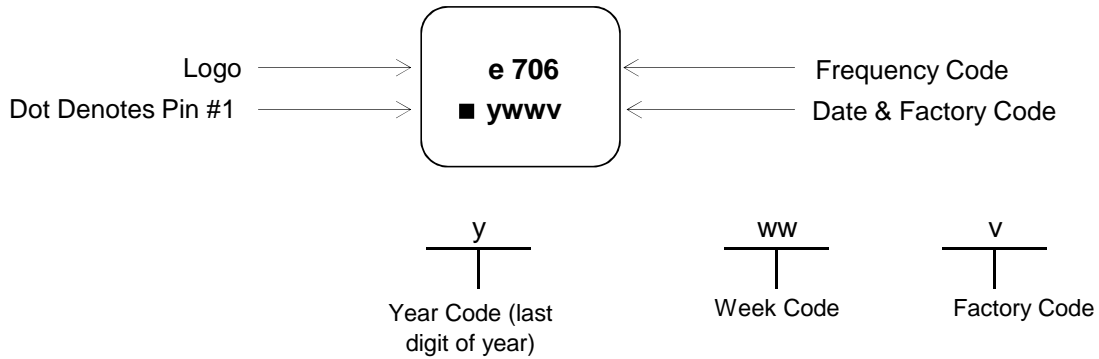 Logo
e 706
Frequency Code
Dot Denotes Pin #1
■ ywwv
Date & Factory Code
y
ww
v
Year Code (last
digit of year)
Week Code
Factory Code